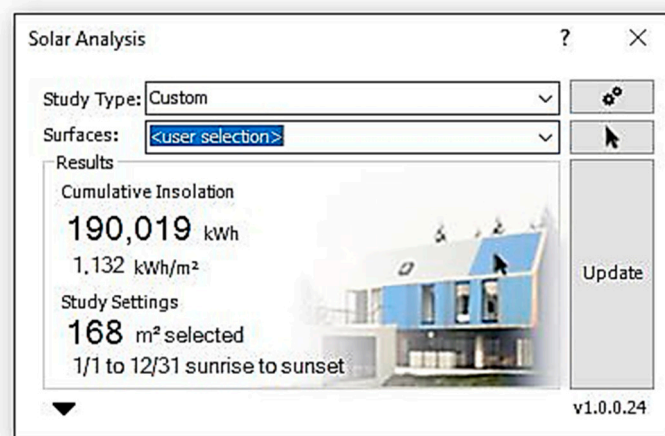 Solar Analysis ?
Study Type: Custom
Surfaces: <user selection>
Results
Cumulative Insolation
190,019 kWh
1.132 kWh/m²
Update
Study Settings
168 m² selected
1/1 to 12/31 sunrise to sunset
v1.0.0.24